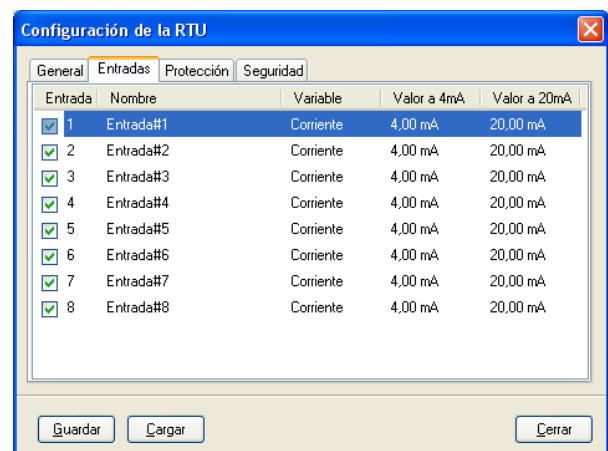 Configuración de la RTU
General Entradas Protección Seguridad
Entrada Nombre Variable Valor a 4mA Valor a 20mA
1 Entrada#1 Corriente 4,00 mA 20,00 mA
2 Entrada#2 Corriente 4,00 mA 20,00 mA
3 Entrada#3 Corriente 4,00 mA 20,00 mA
4 Entrada#4 Corriente 4,00 mA 20,00 mA
5 Entrada#5 Corriente 4,00 mA 20,00 mA
6 Entrada#6 Corriente 4,00 mA 20,00 mA
7 Entrada#7 Corriente 4,00 mA 20,00 mA
8 Entrada#8 Corriente 4,00 mA 20,00 mA
Guardar Cargar Cerrar